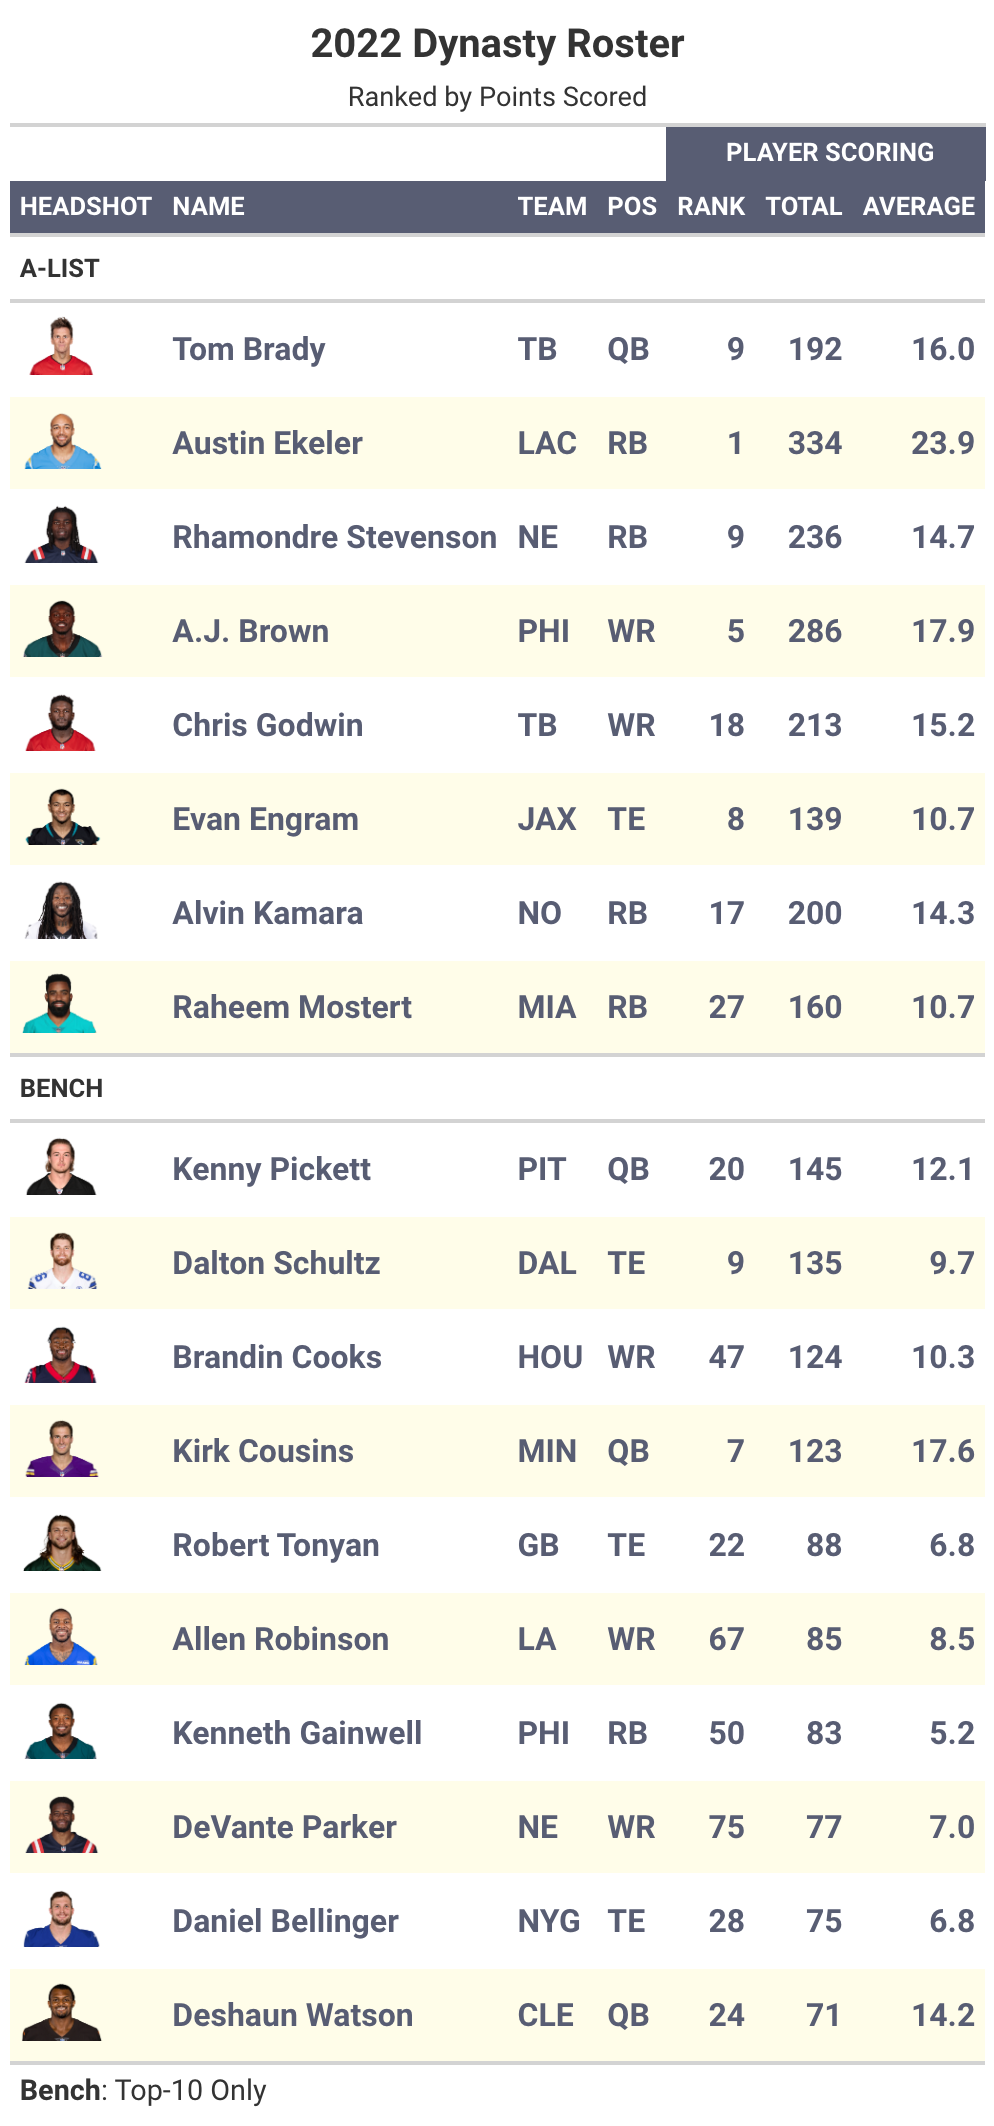 2022 Dynasty Roster
Ranked by Points Scored
PLAYER SCORING
HEADSHOT NAME TEAM POS RANK TOTAL AVERAGE
A-LIST
Tom Brady TB QB 9 192 16.0
Austin Ekeler LAC RB 1 334 23.9
Rhamondre Stevenson NE RB 9 236 14.7
A.J. Brown PHI WR 5 286 17.9
Chris Godwin TB WR 18 213 15.2
Evan Engram JAX TE 8 139 10.7
Alvin Kamara NO RB 17 200 14.3
Raheem Mostert MIA RB 27 160 10.7
BENCH
Kenny Pickett PIT QB 20 145 12.1
Dalton Schultz DAL TE 9 135 9.7
Brandin Cooks HOU WR 47 124 10.3
Kirk Cousins MIN QB 7 123 17.6
Robert Tonyan GB TE 22 88 6.8
Allen Robinson LA WR 67 85 8.5
Kenneth Gainwell PHI RB 50 83 5.2
DeVante Parker NE WR 75 77 7.0
Daniel Bellinger NYG TE 28 75 6.8
Deshaun Watson CLE QB 24 71 14.2
Bench: Top-10 Only